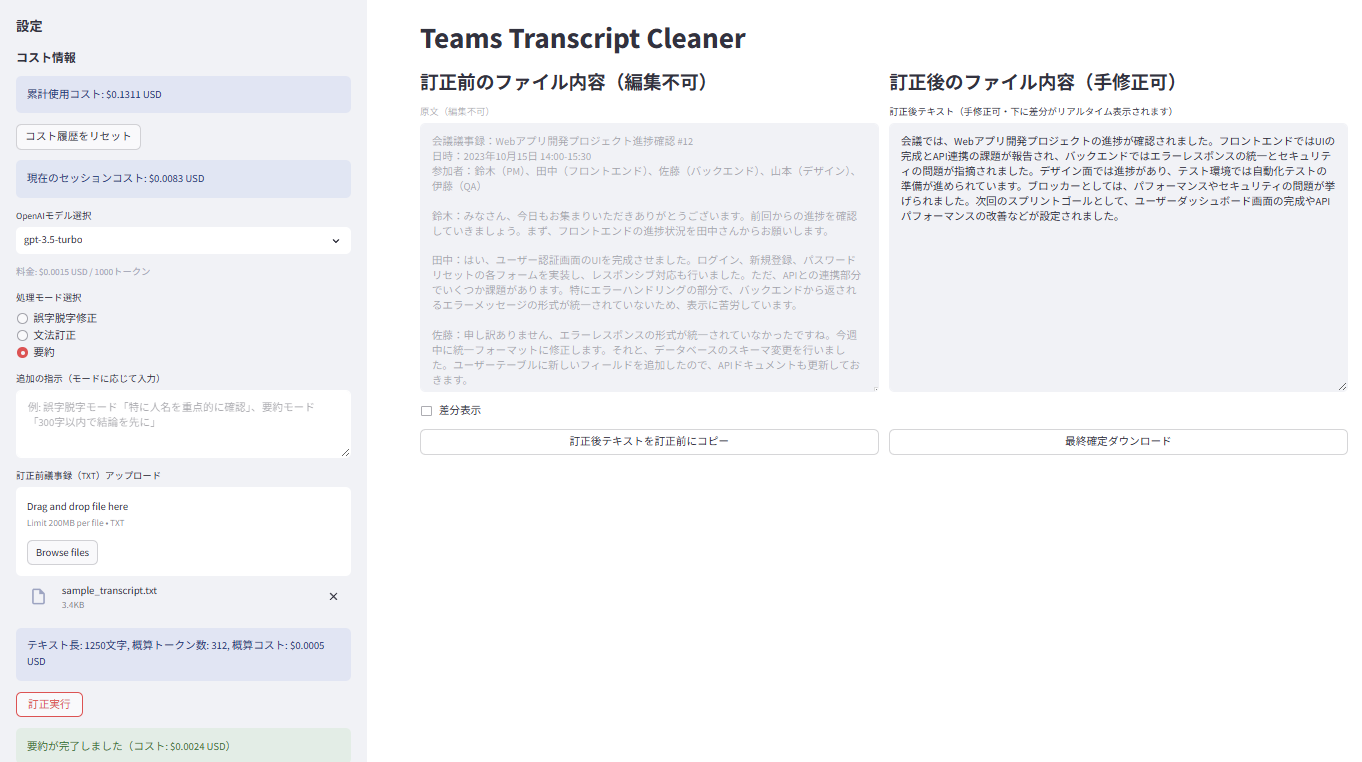 設定
コスト情報
累計使用コスト: $0.1311 USD
コスト履歴をリセット
現在のセッションコスト: $0.0083 USD
OpenAIモデル選択
gpt-3.5-turbo
料金: $0.0015 USD / 1000トークン
処理モード選択
誤字脱字修正
文法訂正
要約
追加の指示（モードに応じて入力）
例: 誤字脱字モード「特に人名を重点的に確認」、要約モード
「300字以内で結論を先に」
訂正前議事録（TXT）アップロード
Drag and drop file here
Limit 200MB per file • TXT
Browse files
sample_transcript.txt
3.4KB
テキスト長: 1250文字, 概算トークン数: 312, 概算コスト: $0.0005
USD
訂正実行
要約が完了しました（コスト: $0.0024 USD）
Teams Transcript Cleaner
訂正前のファイル内容（編集不可）
原文（編集不可）
会議議事録：Webアプリ開発プロジェクト進捗確認 #12
日時：2023年10月15日 14:00-15:30
参加者：鈴木（PM）、田中（フロントエンド）、佐藤（バックエンド）、山本（デザイン）、
伊藤（QA）
鈴木：みなさん、今日もお集まりいただきありがとうございます。前回からの進捗を確認
していきましょう。まず、フロントエンドの進捗状況を田中さんからお願いします。
田中：はい、ユーザー認証画面のUIを完成させました。ログイン、新規登録、パスワード
リセットの各フォームを実装し、レスポンシブ対応も行いました。ただ、APIとの連携部分
でいくつか課題があります。特にエラーハンドリングの部分で、バックエンドから返され
るエラーメッセージの形式が統一されていないため、表示に苦労しています。
佐藤：申し訳ありません、エラーレスポンスの形式が統一されていなかったですね。今週
中に統一フォーマットに修正します。それと、データベースのスキーマ変更を行いまし
た。ユーザーテーブルに新しいフィールドを追加したので、APIドキュメントも更新してお
きます。
差分表示
訂正後テキストを訂正前にコピー
訂正後のファイル内容（手修正可）
訂正後テキスト（手修正可・下に差分がリアルタイム表示されます）
会議では、Webアプリ開発プロジェクトの進捗が確認されました。フロントエンドではUIの
完成とAPI連携の課題が報告され、バックエンドではエラーレスポンスの統一とセキュリテ
ィの問題が指摘されました。デザイン面では進捗があり、テスト環境では自動化テストの
準備が進められています。ブロッカーとしては、パフォーマンスやセキュリティの問題が挙
げられました。次回のスプリントゴールとして、ユーザーダッシュボード画面の完成やAPI
パフォーマンスの改善などが設定されました。
最終確定ダウンロード